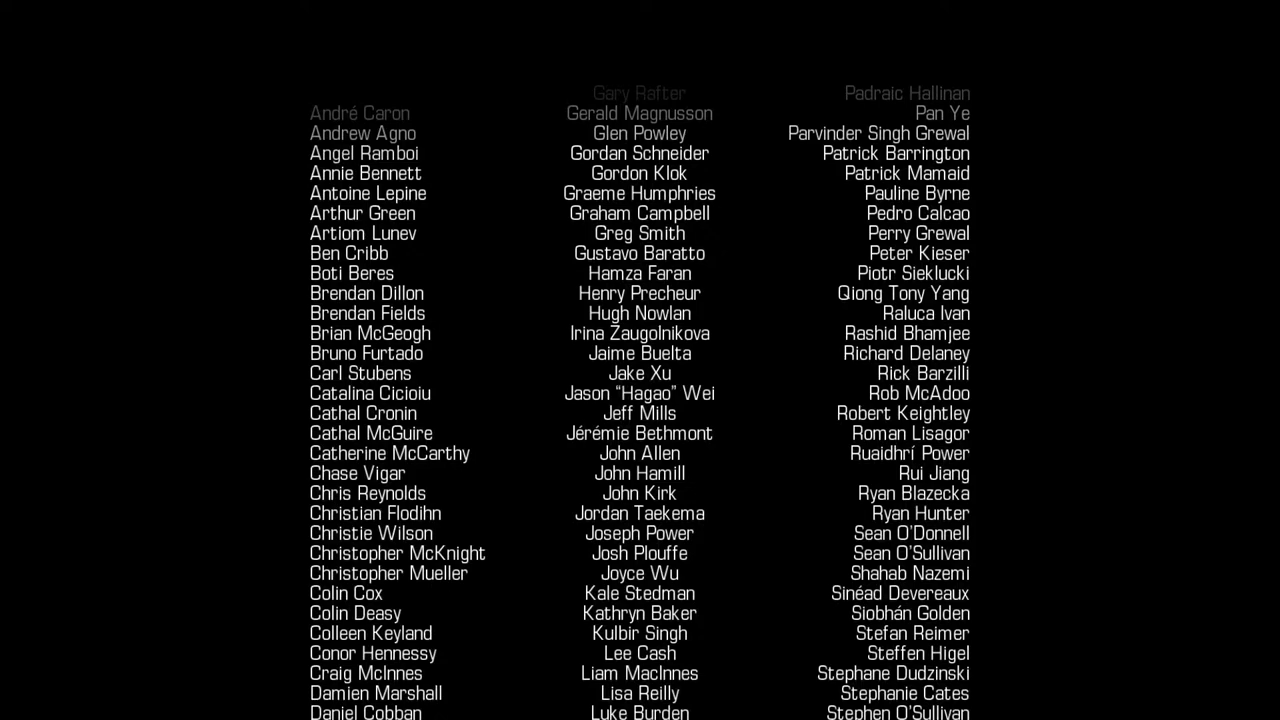 Gary Rafter Padraic Hallinan
André Caron Gerald Magnusson Pan Ye
Andrew Agno Glen Powley Parvinder Singh Grewal
Angel Ramboi Gordan Schneider Patrick Barrington
Annie Bennett Gordon Klok Patrick Mamaid
Antoine Lepine Graeme Humphries Pauline Byrne
Arthur Green Graham Campbell Pedro Calcao
Artiom Lunev Greg Smith Perry Grewal
Ben Cribb Gustavo Baratto Peter Kieser
Boti Beres Hamza Faran Piotr Sieklucki
Brendan Dillon Henry Precheur Qiong Tony Yang
Brendan Fields Hugh Nowlan Raluca Ivan
Brian McGeogh Irina Zaugolnikova Rashid Bhamjee
Bruno Furtado Jaime Buelta Richard Delaney
Carl Stubens Jake Xu Rick Barzilli
Catalina Cicioiu Jason “Hagao” Wei Rob McAdoo
Cathal Cronin Jeff Mills Robert Keightley
Cathal McGuire Jérémie Bethmont Roman Lisagor
Catherine McCarthy John Allen Ruaidhrí Power
Chase Vigar John Hamill Rui Jiang
Chris Reynolds John Kirk Ryan Blazecka
Christian Flodihn Jordan Taekema Ryan Hunter
Christie Wilson Joseph Power Sean O'Donnell
Christopher McKnight Josh Plouffe Sean O'Sullivan
Christopher Mueller Joyce Wu Shahab Nazemi
Colin Cox Kale Stedman Sinéad Devereaux
Colin Deasy Kathryn Baker Siobhán Golden
Colleen Keyland Kulbir Singh Stefan Reimer
Conor Hennessy Lee Cash Steffen Higel
Craig McInnes Liam MacInnes Stephane Dudzinski
Damien Marshall Lisa Reilly Stephanie Cates
Daniel Cobban Luke Burden Stephen O'Sullivan